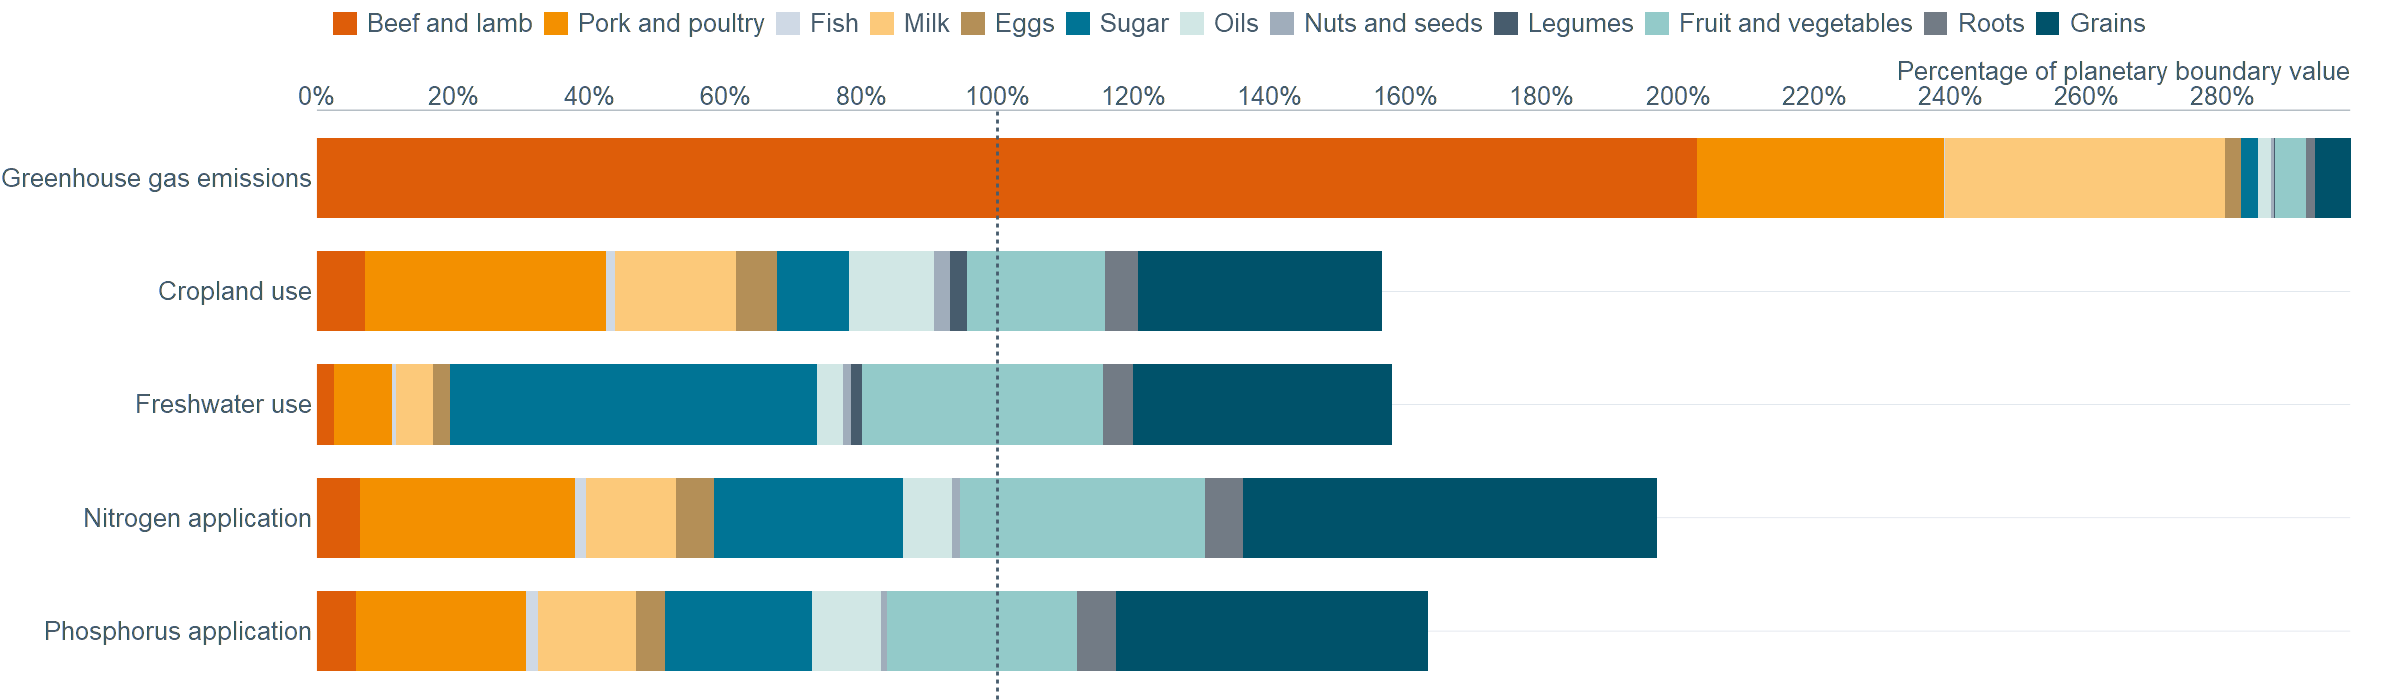 Beef and lamb Pork and poultry Fish Milk Eggs Sugar Oils Nuts and seeds Legumes Fruit and vegetables Roots Grains
Percentage of planetary boundary value
0% 20% 40% 60% 80% 100% 120% 140% 160% 180% 200% 220% 240% 260% 280%
Greenhouse gas emissions
Cropland use
Freshwater use
Nitrogen application
Phosphorus application